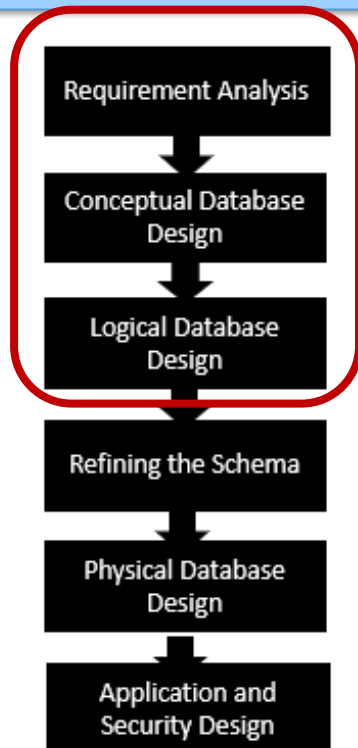 Requirement Analysis
Conceptual Database
Design
Logical Database
Design
Refining the Schema
Physical Database
Design
Application and
Security Design